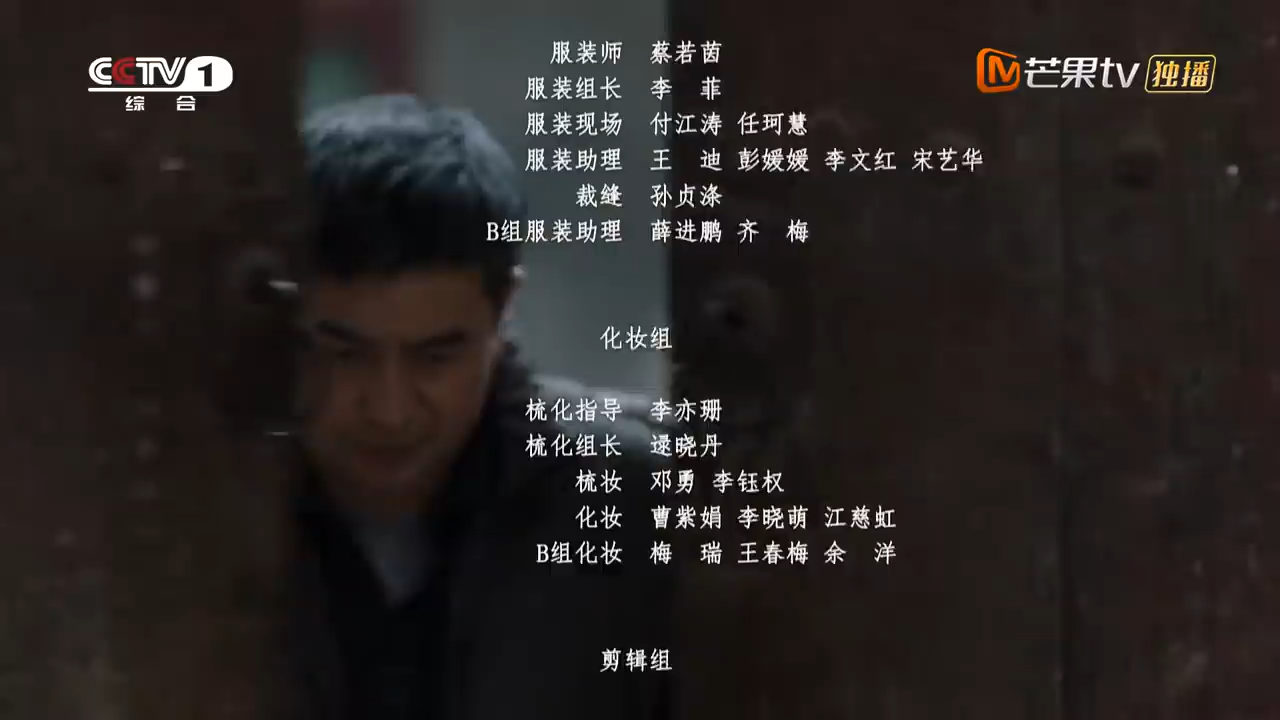 CCTV 1
综合
芒果tv 独播
服装师 蔡若茵
服装组长 李 菲
服装现场 付江涛 任珂慧
服装助理 王 迪 彭媛媛 李文红 宋艺华
裁缝 孙贞涤
B组服装助理 薛进鹏 齐 梅
化妆组
梳化指导 李亦珊
梳化组长 逯晓丹
梳妆 邓勇 李钰权
化妆 曹紫娟 李晓萌 江慈虹
B组化妆 梅 瑞 王春梅 余 洋
剪辑组